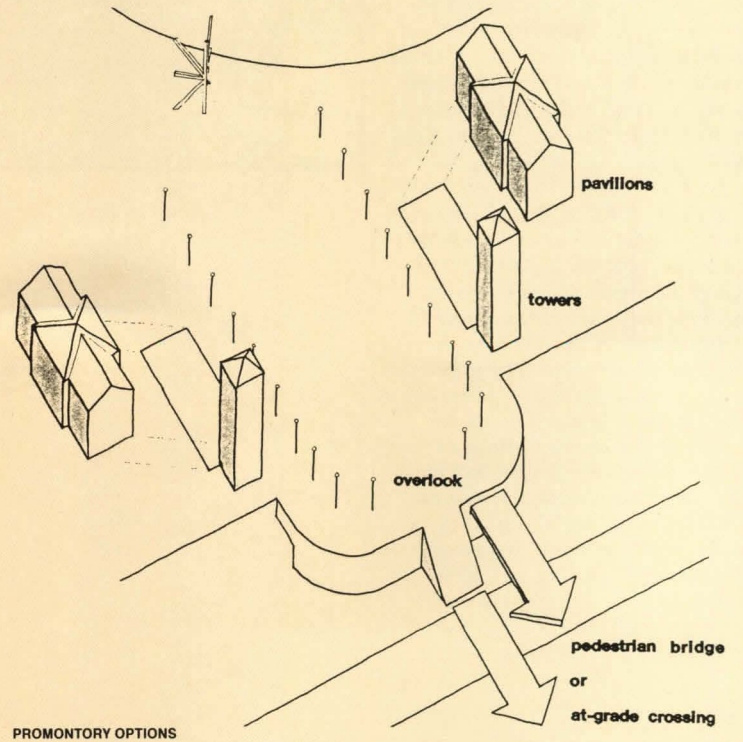 pavilions
towers
overlook
pedestrian bridge
or
at-grade crossing
PROMONTORY OPTIONS